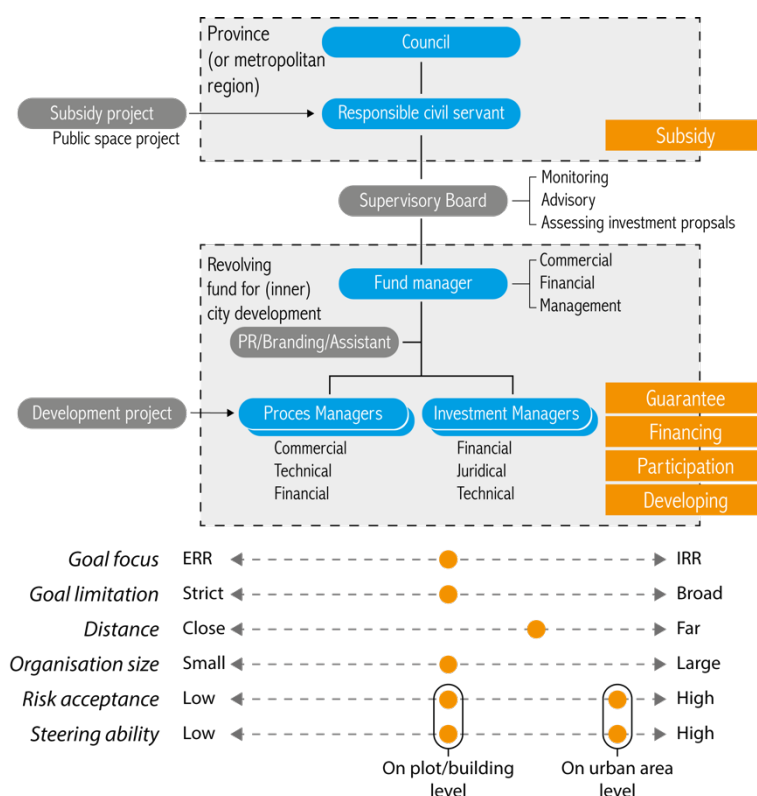 Province
(or metropolitan
region)
Council
Subsidy project
Public space project
Responsible civil servant
Subsidy
Supervisory Board
Monitoring
Advisory
Assessing investment propsals
Revolving
fund for (inner)
city development
Fund manager
Commercial
Financial
Management
PR/Branding/Assistant
Development project
Proces Managers
Commercial
Technical
Financial
Investment Managers
Financial
Juridical
Technical
Guarantee
Financing
Participation
Developing
Goal focus ERR IRR
Goal limitation Strict Broad
Distance Close Far
Organisation size Small Large
Risk acceptance Low High
Steering ability Low High
On plot/building
level
On urban area
level